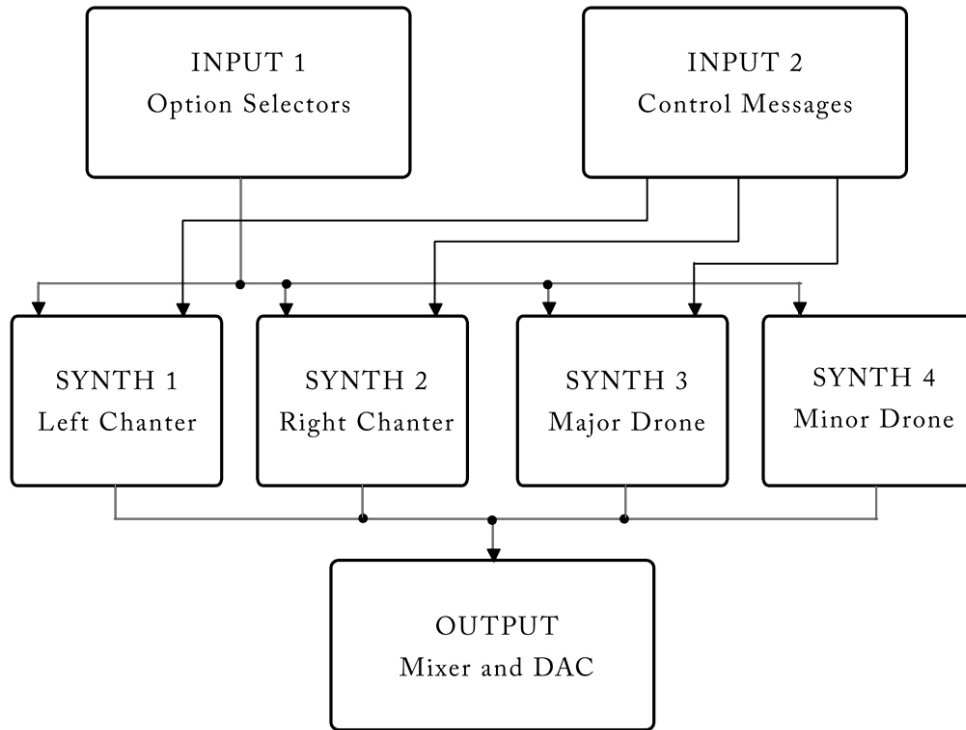 INPUT 1
Option Selectors
INPUT 2
Control Messages
SYNTH 1
Left Chanter
SYNTH 2
Right Chanter
SYNTH 3
Major Drone
SYNTH 4
Minor Drone
OUTPUT
Mixer and DAC